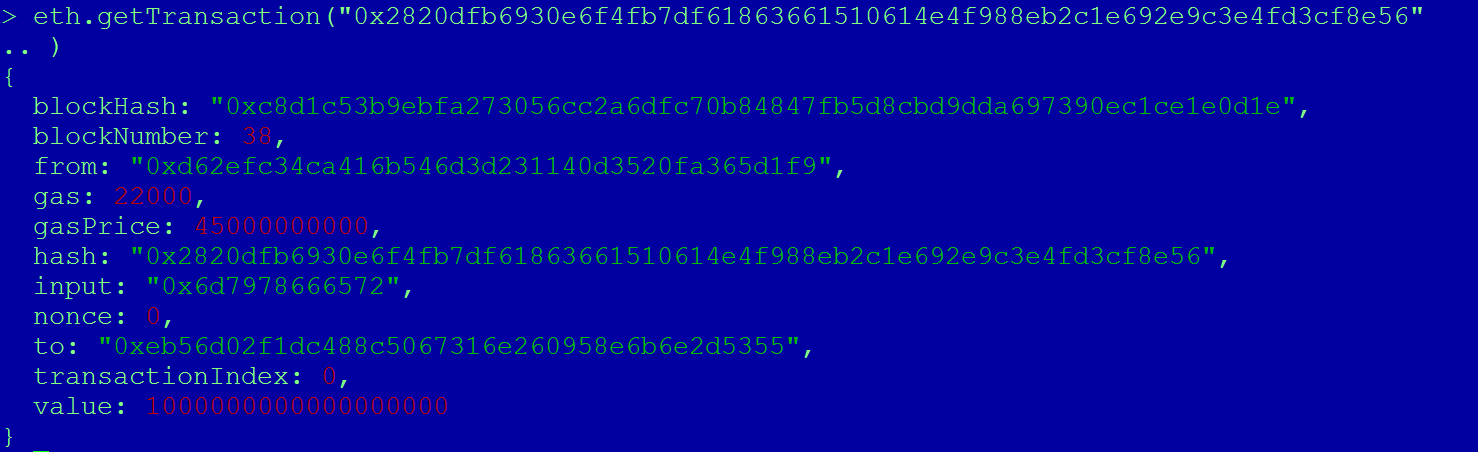 > eth.getTransaction("0x2820dfb6930e6f4fb7df61863661510614e4f988eb2c1e692e9c3e4fd3cf8e56"
.. )
{
  blockHash: "0xc8d1c53b9ebfa273056cc2a6dfc70b84847fb5d8cbd9dda697390ec1ce1e0d1e",
  blockNumber: 38,
  from: "0xd62efc34ca416b546d3d231140d3520fa365d1f9",
  gas: 22000,
  gasPrice: 45000000000,
  hash: "0x2820dfb6930e6f4fb7df61863661510614e4f988eb2c1e692e9c3e4fd3cf8e56",
  input: "0x6d7978666572",
  nonce: 0,
  to: "0xeb56d02f1dc488c5067316e260958e6b6e2d5355",
  transactionIndex: 0,
  value: 1000000000000000000
}